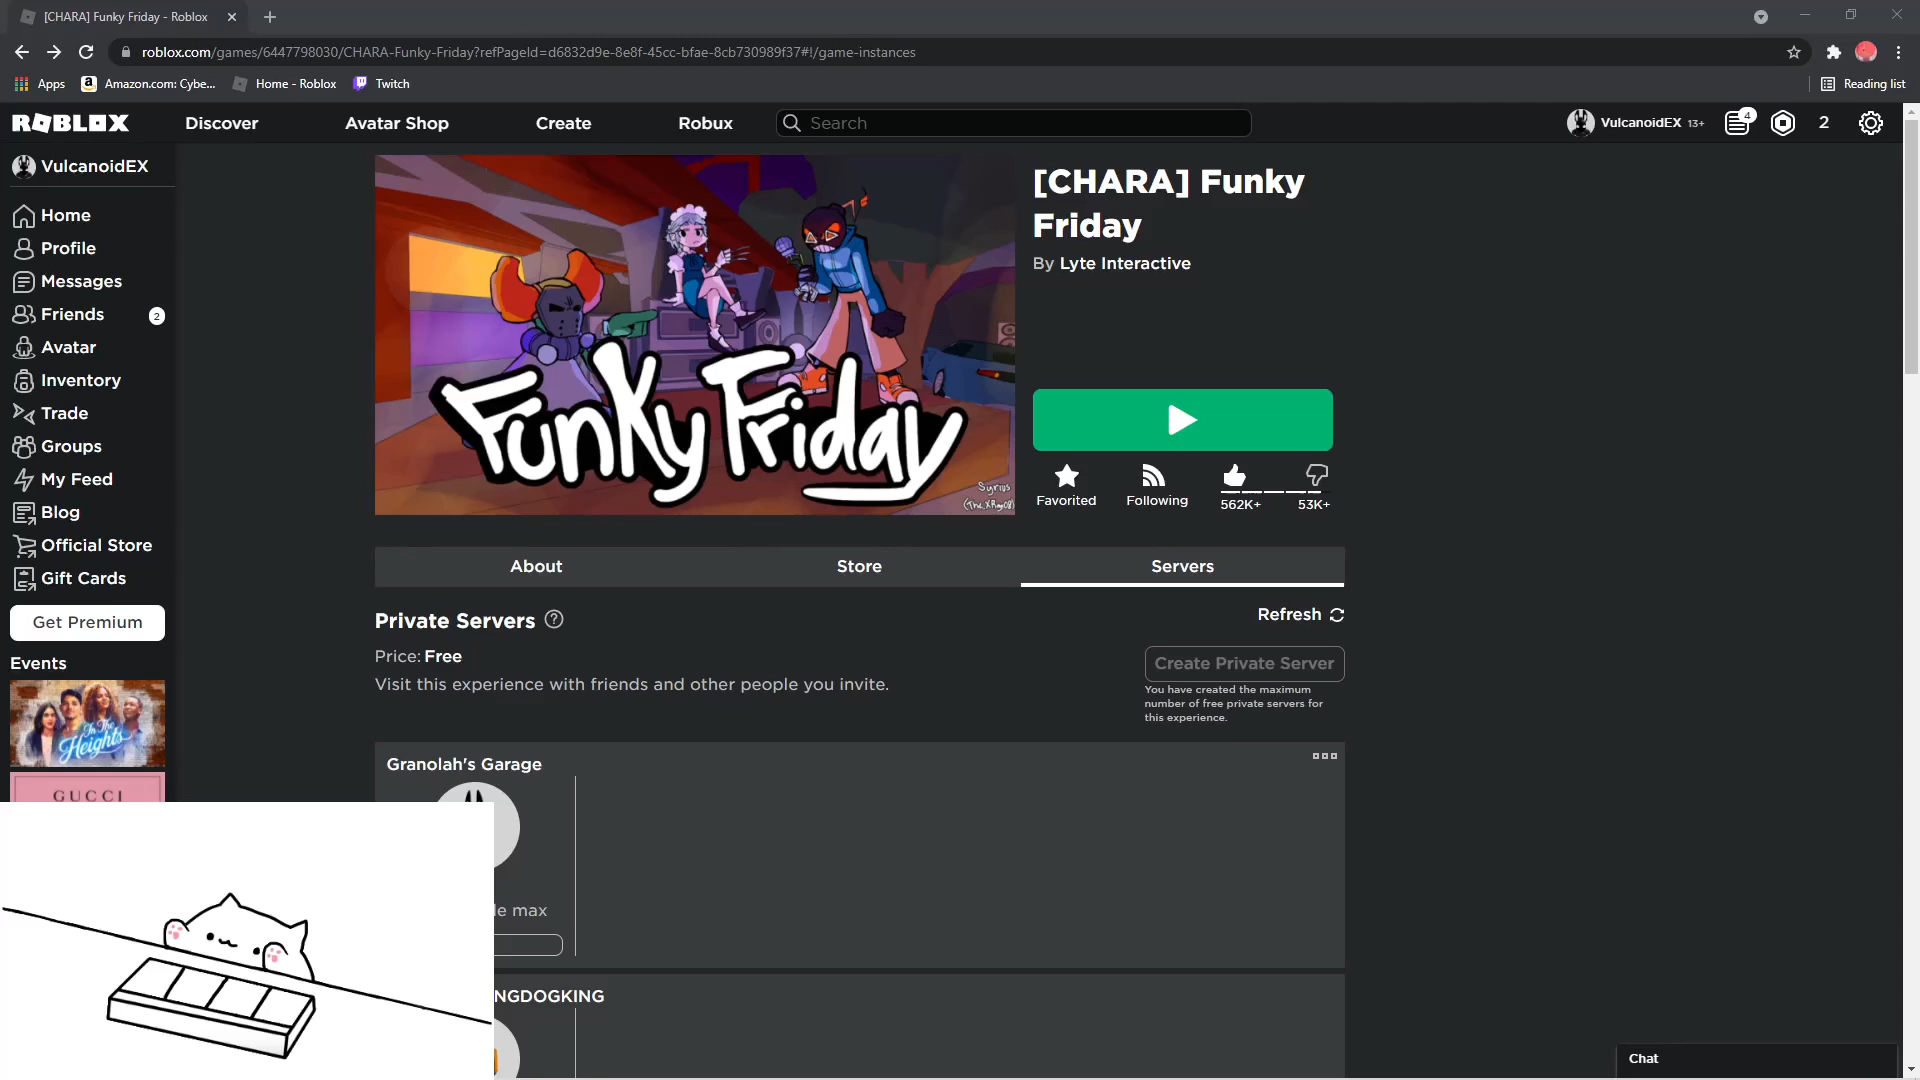 [CHARA] Funky Friday - Roblox
roblox.com/games/6447798030/CHARA-Funky-Friday?refPageId=d6832d9e-8e8f-45cc-bfae-8cb730989f37#!/game-instances
Apps
Amazon.com: Cybe...
Home - Roblox
Twitch
Reading list
ROBLOX
Discover
Avatar Shop
Create
Robux
Search
VulcanoidEX 13+
4
2
VulcanoidEX
Home
Profile
Messages
Friends 2
Avatar
Inventory
Trade
Groups
My Feed
Blog
Official Store
Gift Cards
Get Premium
Events
In The Heights
GUCCI
Funky Friday
Syrius
[CHARA] Funky
Friday
By Lyte Interactive
Favorited
Following
562K+
53K+
About
Store
Servers
Private Servers
Refresh
Price: Free
Visit this experience with friends and other people you invite.
Create Private Server
You have created the maximum
number of free private servers for
this experience.
Granolah's Garage
le max
NGDOGKING
Chat